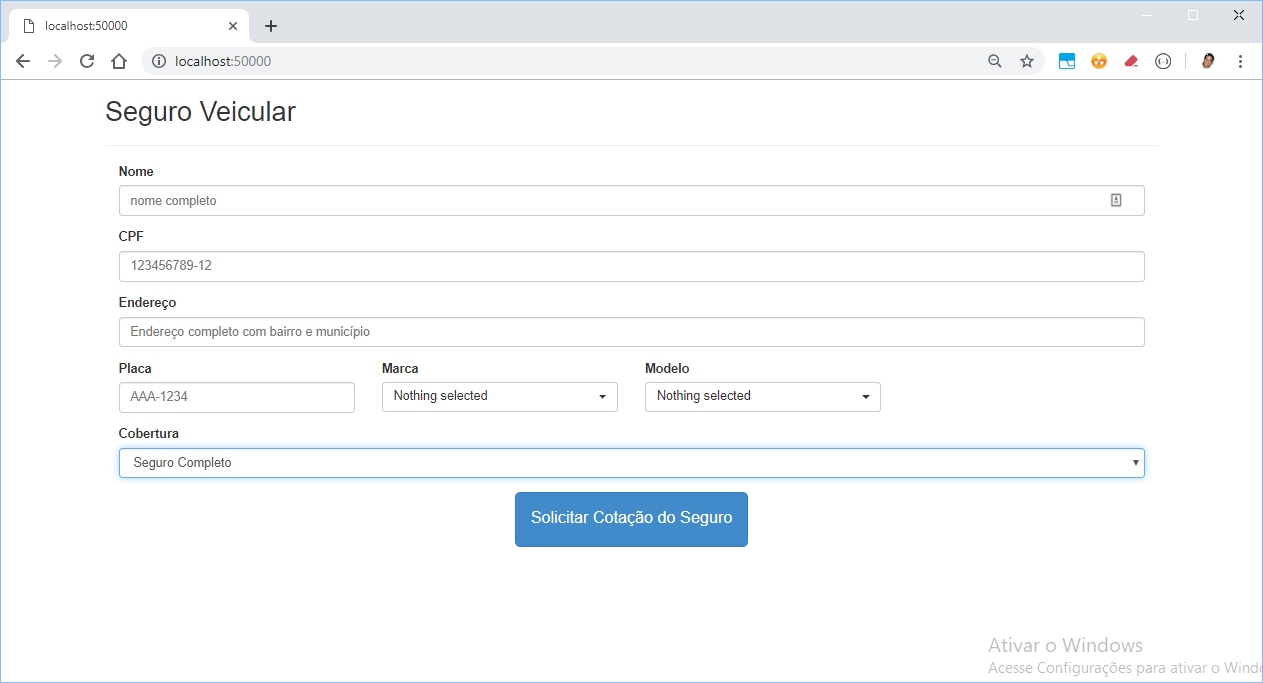 localhost:50000
localhost:50000
Seguro Veicular
Nome
nome completo
CPF
123456789-12
Endereço
Endereço completo com bairro e município
Placa Marca Modelo
AAA-1234 Nothing selected Nothing selected
Cobertura
Seguro Completo
Solicitar Cotação do Seguro
Ativar o Windows
Acesse Configurações para ativar o Windo